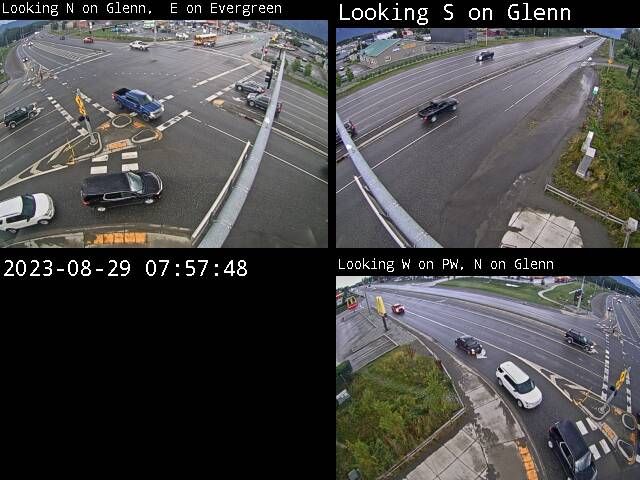 Looking N on Glenn, E on Evergreen
Looking S on Glenn
2023-08-29 07:57:48
Looking W on PW, N on Glenn